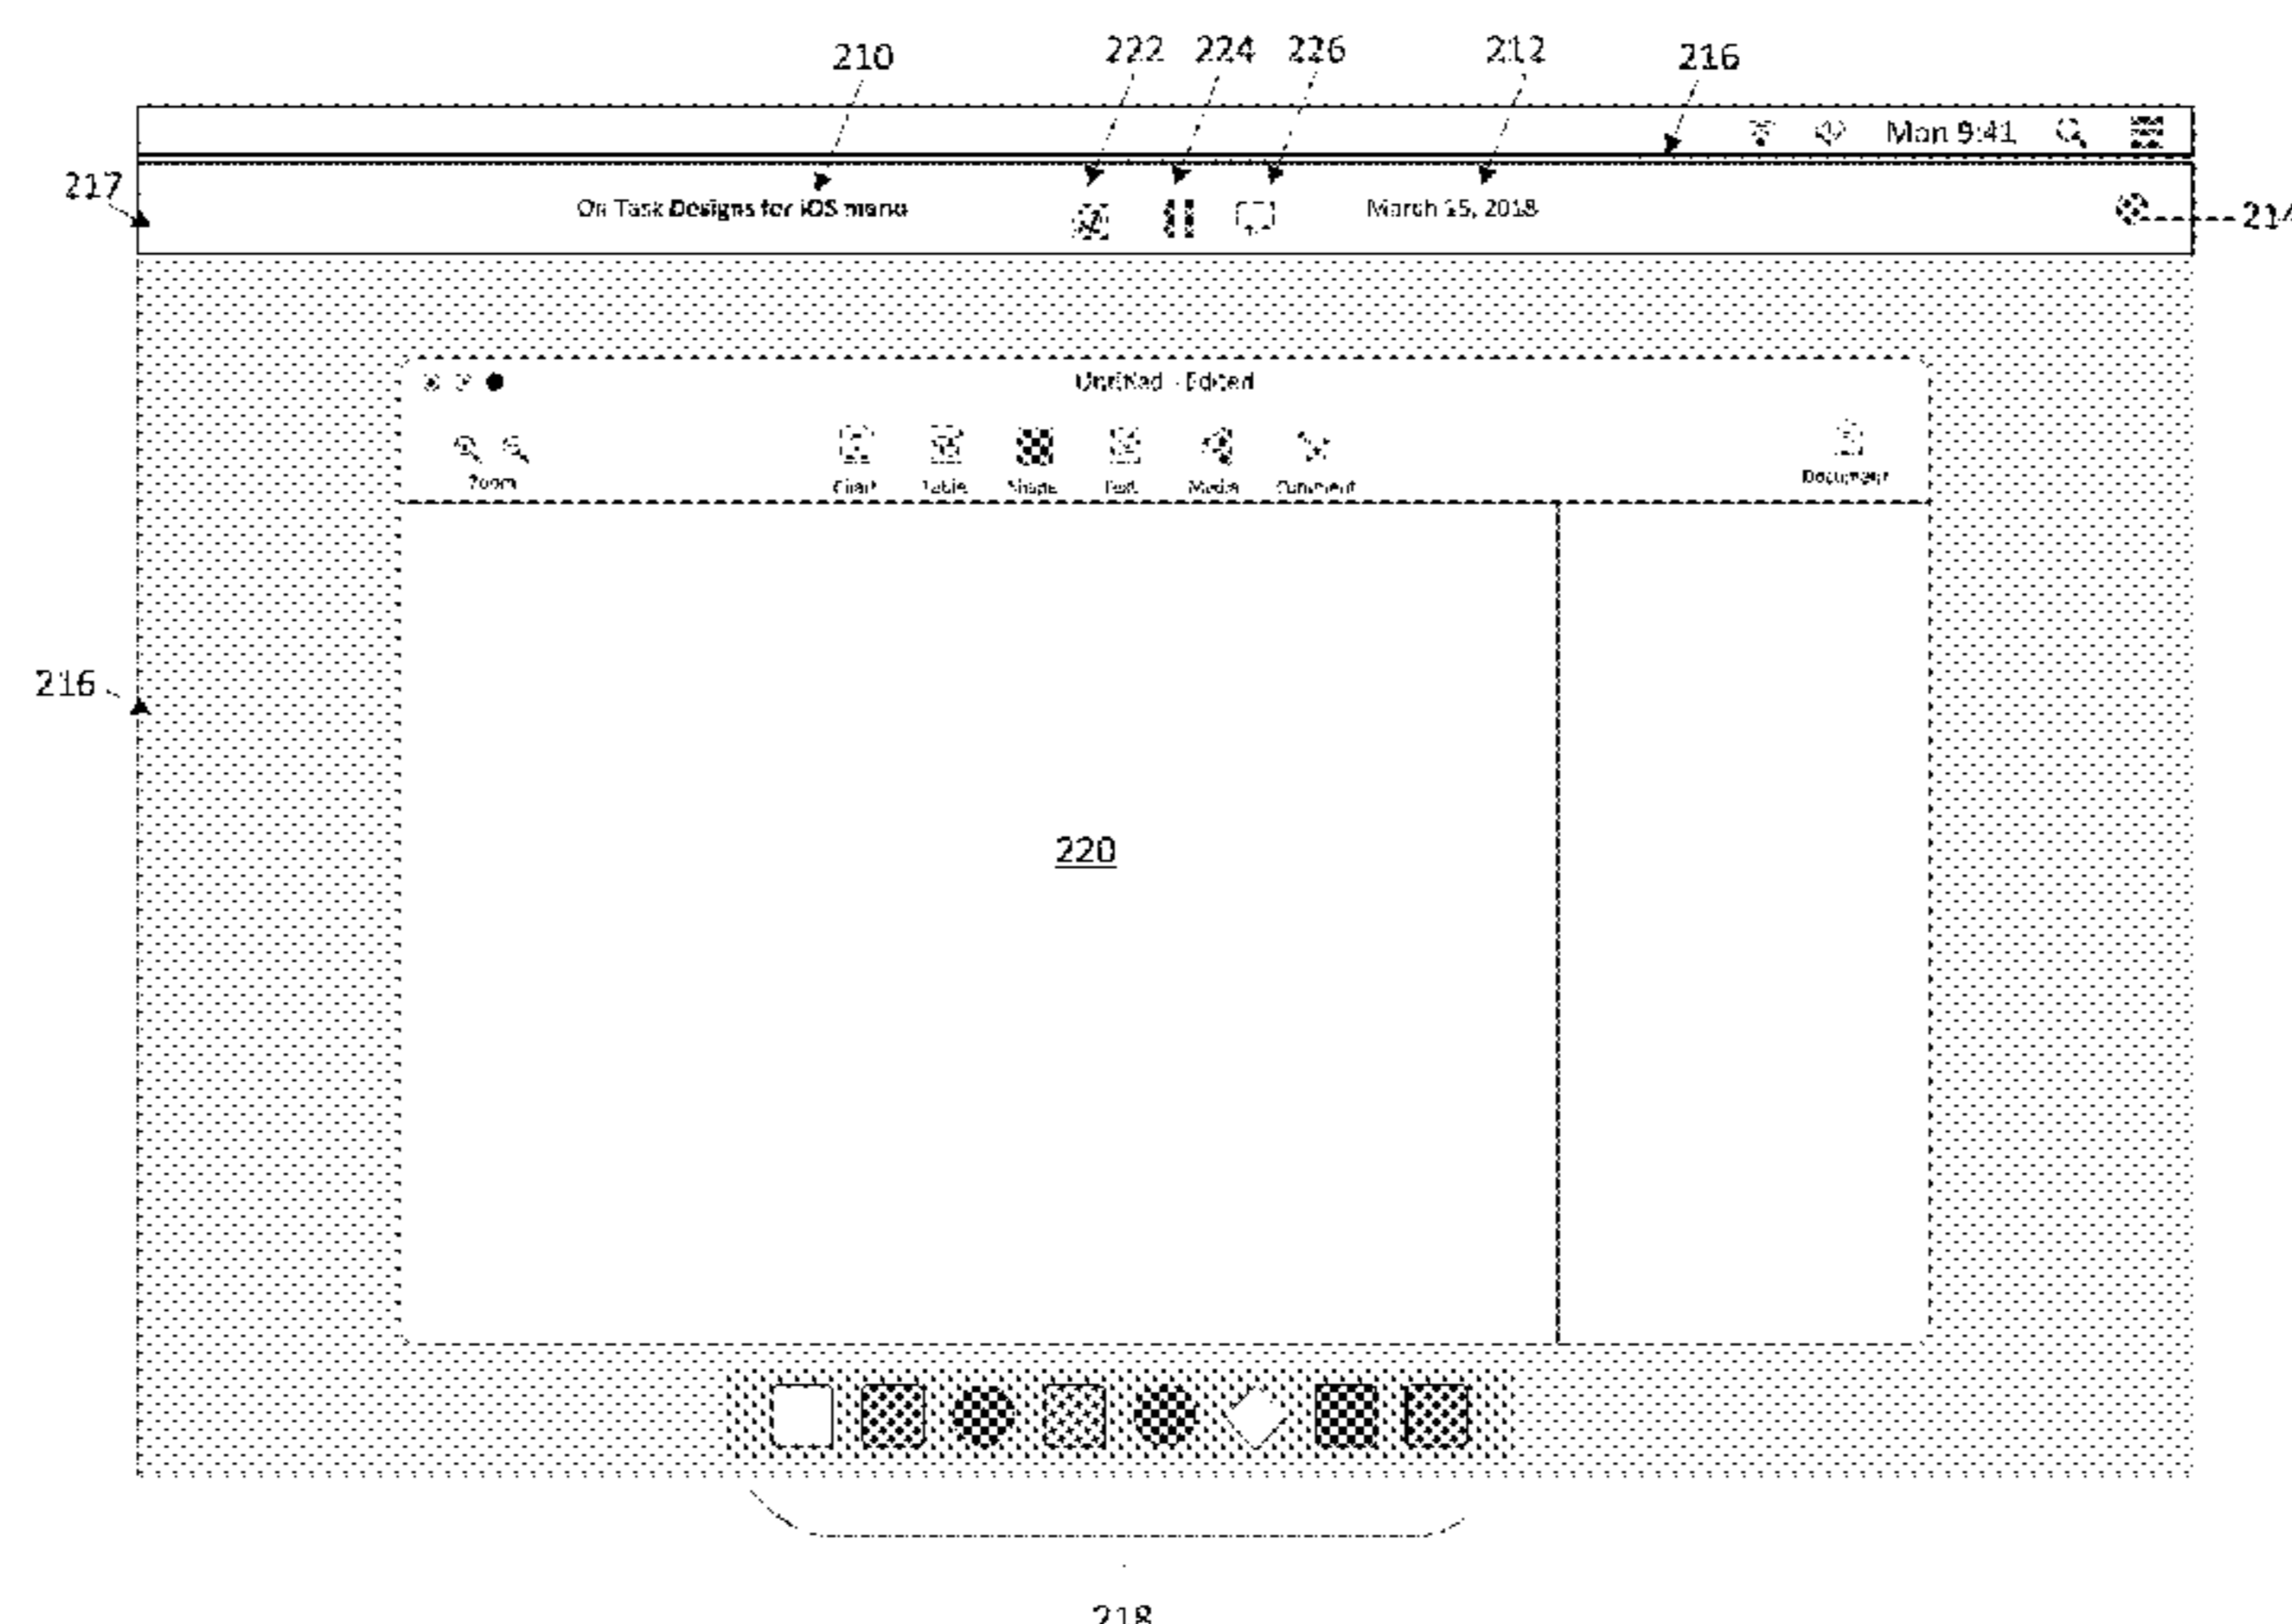 210 222 224 226 212 216
Mon 9:41
217
On Task Designs for iOS
March 15, 2018
214
Untitled - Edited
Zoom
Chart Table Shape Text Media Comment
Document
216
220
218